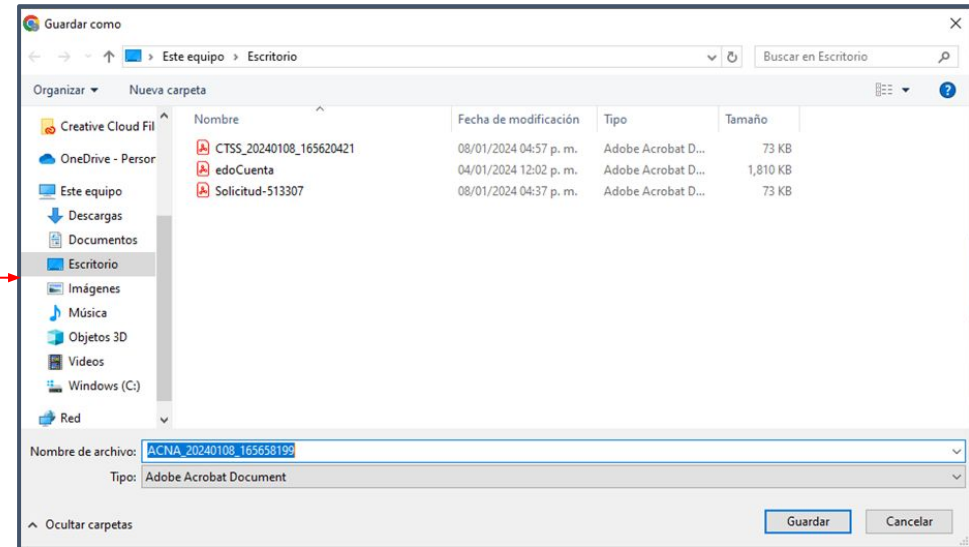 Guardar como
Este equipo > Escritorio
Buscar en Escritorio
Organizar Nueva carpeta
Nombre Fecha de modificación Tipo Tamaño
Creative Cloud Fil
OneDrive - Person
Este equipo
Descargas
Documentos
Escritorio
Imágenes
Música
Objetos 3D
Videos
Windows (C:)
Red
CTSS_20240108_165620421 08/01/2024 04:57 p. m. Adobe Acrobat D... 73 KB
edoCuenta 04/01/2024 12:02 p. m. Adobe Acrobat D... 1,810 KB
Solicitud-513307 08/01/2024 04:37 p. m. Adobe Acrobat D... 73 KB
Nombre de archivo: ACNA_20240108_165658199
Tipo: Adobe Acrobat Document
Ocultar carpetas
Guardar Cancelar